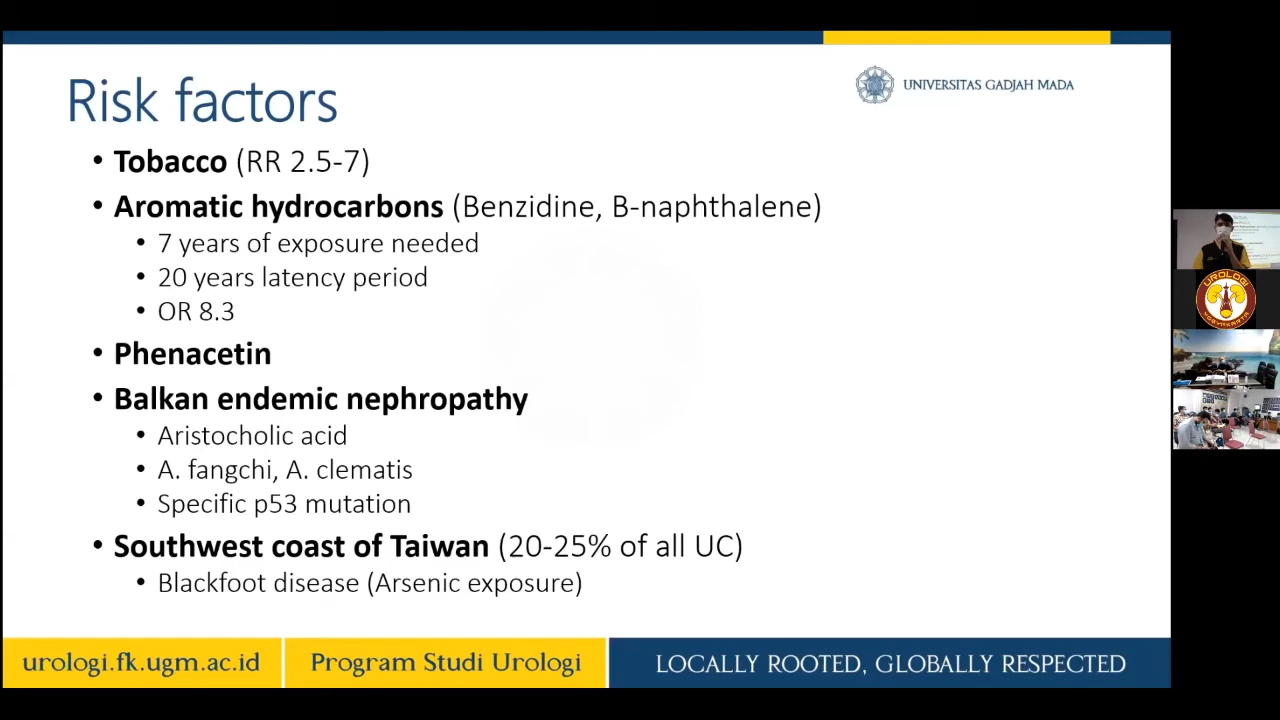 Risk factors
UNIVERSITAS GADJAH MADA
• Tobacco (RR 2.5-7)
• Aromatic hydrocarbons (Benzidine, B-naphthalene)
• 7 years of exposure needed
• 20 years latency period
• OR 8.3
• Phenacetin
• Balkan endemic nephropathy
• Aristocholic acid
• A. fangchi, A. clematis
• Specific p53 mutation
• Southwest coast of Taiwan (20-25% of all UC)
• Blackfoot disease (Arsenic exposure)
urologi.fk.ugm.ac.id
Program Studi Urologi
LOCALLY ROOTED, GLOBALLY RESPECTED
UROLOGI
YOGYAKARTA